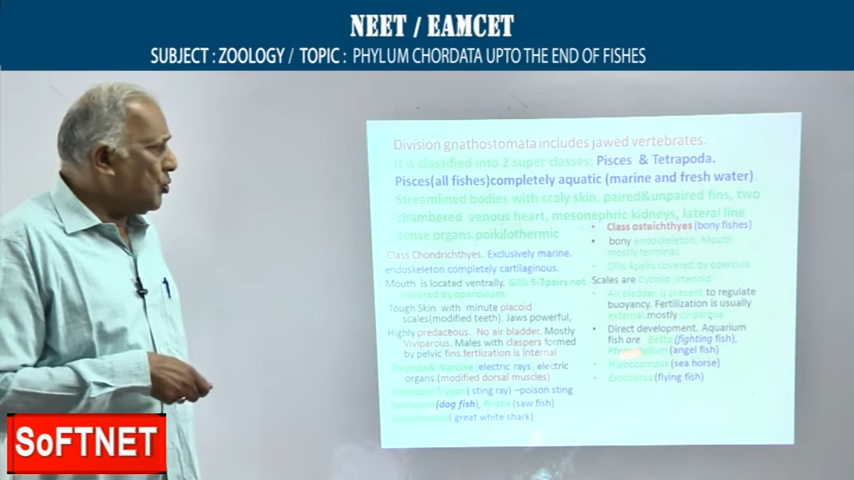 NEET / EAMCET
SUBJECT : ZOOLOGY / TOPIC : PHYLUM CHORDATA UPTO THE END OF FISHES
Division gnathostomata includes jawed vertebrates.
It is classified into 2 super classes: Pisces & Tetrapoda.
Pisces(all fishes)completely aquatic (marine and fresh water).
Streamlined bodies with scaly skin, paired&unpaired fins, two
chambered venous heart, mesonephric kidneys, lateral line
sense organs.poikilothermic
Class Chondrichthyes. Exclusively marine.
endoskeleton completely cartilaginous.
Mouth is located ventrally. Gills 5-7pairs not
covered by operculum.
Tough Skin with minute placoid
scales(modified teeth). Jaws powerful,
Highly predaceous. No air bladder. Mostly
Viviparous. Males with claspers formed
by pelvic fins.fertlization is internal
(electric rays) electric
organs (modified dorsal muscles)
( sting ray) –poison sting
(dog fish), Pristis (saw fish)
( great white shark)
• Class osteichthyes (bony fishes)
• bony endoskeleton. Mouth
mostly terminal.
• Gills 4pairs covered by opercula
Scales are
• Air bladder is present to regulate
buoyancy. Fertilization is usually
external.mostly oviparous
• Direct development. Aquarium
fish are Betta (fighting fish),
(angel fish)
• Hippocampus (sea horse)
• Exocoetus (flying fish)
SoFTNET